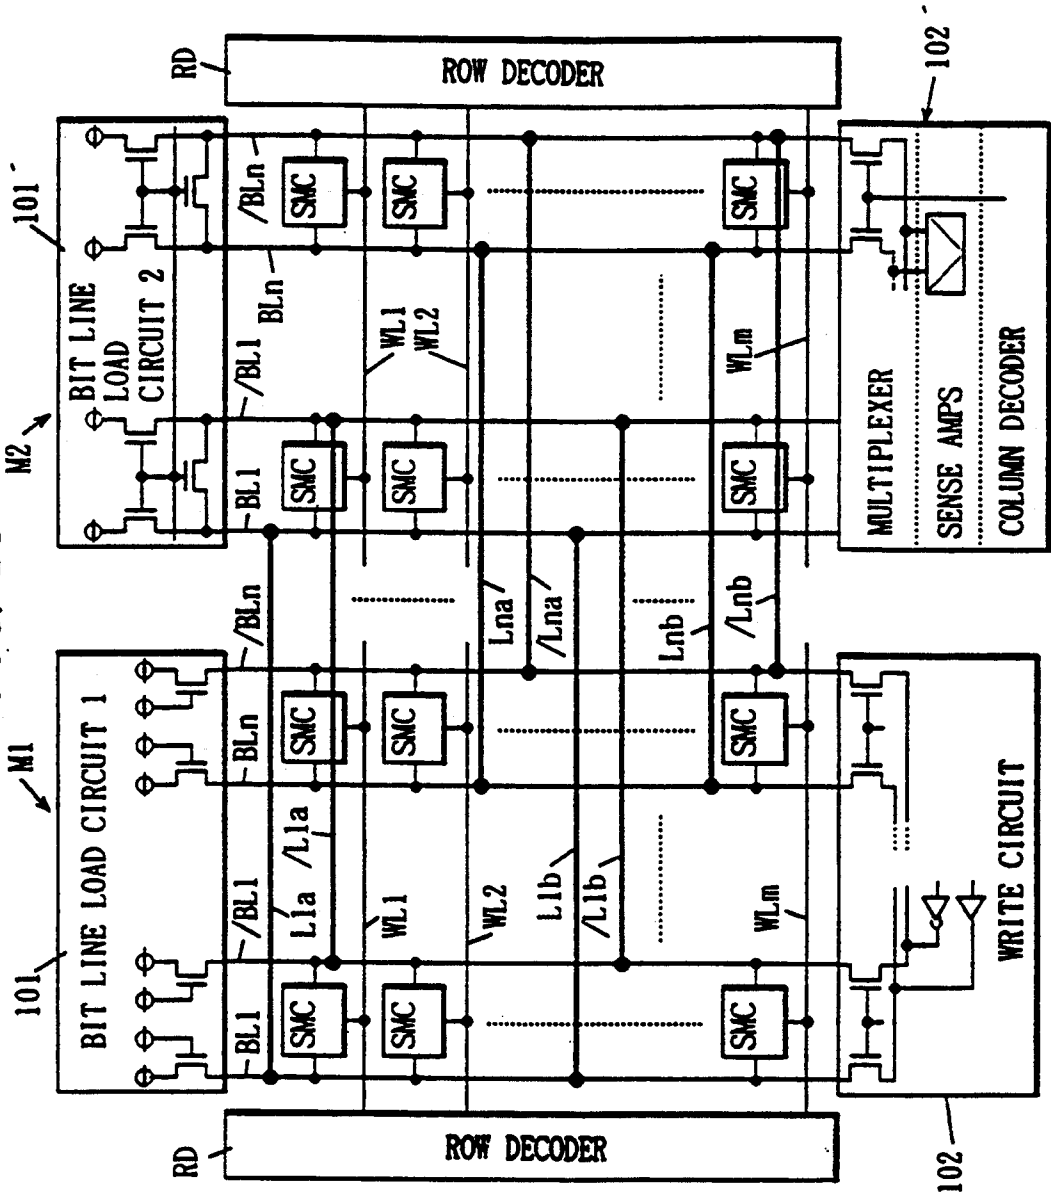 RD
ROW DECODER
102
101
M2
BIT LINE
LOAD
CIRCUIT 2
/BLn
BLn
/BL1
BL1
SMC
SMC
SMC
SMC
SMC
SMC
WL1
WL2
WLm
MULTIPLEXER
SENSE AMPS
COLUMN DECODER
Lna
/Lna
Lnb
/Lnb
M1
101
BIT LINE LOAD CIRCUIT 1
/BLn
BLn
/BL1
BL1
/L1a
L1a
L1b
/L1b
SMC
SMC
SMC
SMC
SMC
SMC
WL1
WL2
WLm
WRITE CIRCUIT
102
RD
ROW DECODER